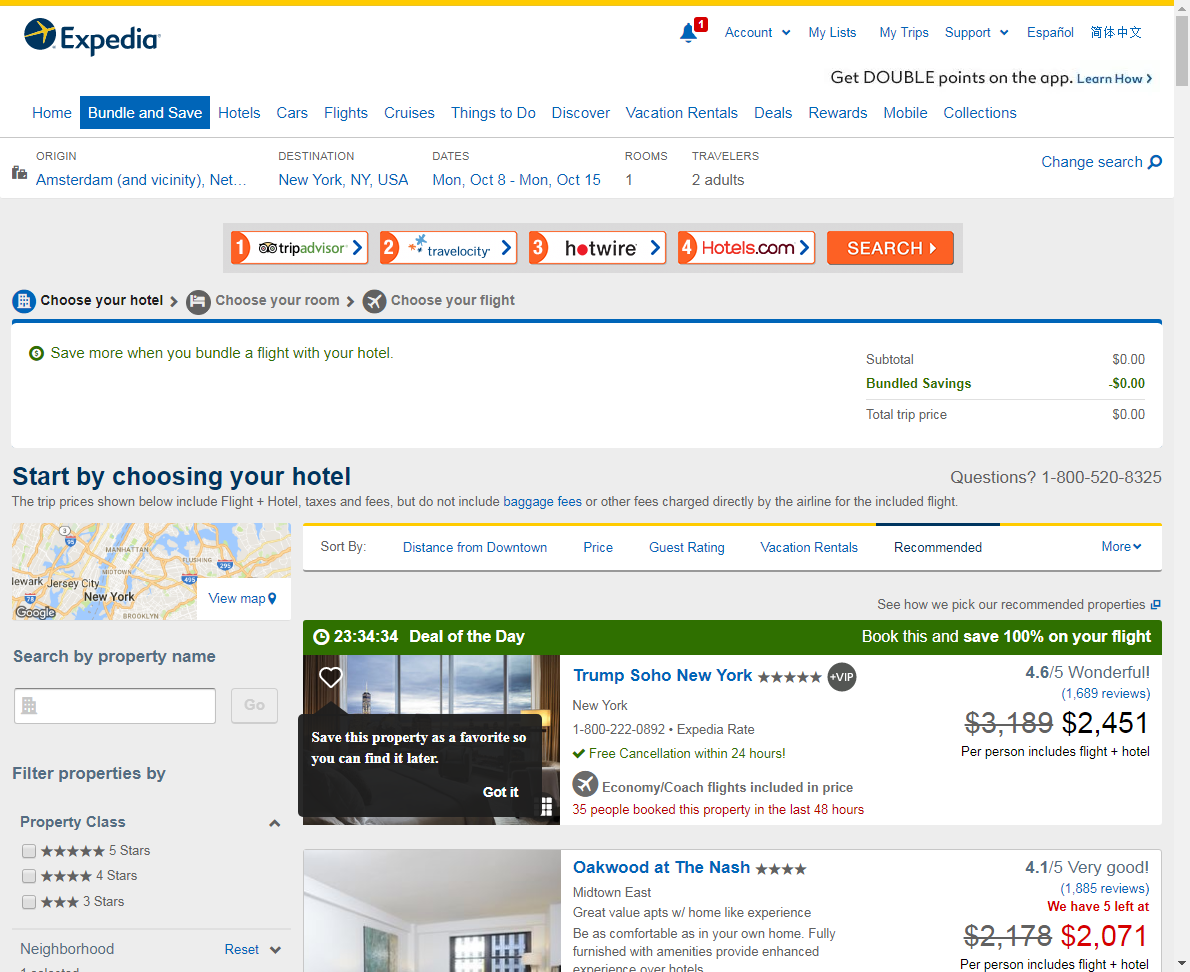 Expedia
1
Account
My Lists
My Trips
Support
Español
简体中文
Get DOUBLE points on the app. Learn How
Home
Bundle and Save
Hotels
Cars
Flights
Cruises
Things to Do
Discover
Vacation Rentals
Deals
Rewards
Mobile
Collections
ORIGIN
Amsterdam (and vicinity), Net...
DESTINATION
New York, NY, USA
DATES
Mon, Oct 8 - Mon, Oct 15
ROOMS
1
TRAVELERS
2 adults
Change search
1 tripadvisor
2 travelocity
3 hotwire
4 Hotels.com
SEARCH
Choose your hotel
Choose your room
Choose your flight
Save more when you bundle a flight with your hotel.
Subtotal $0.00
Bundled Savings -$0.00
Total trip price $0.00
Start by choosing your hotel
Questions? 1-800-520-8325
The trip prices shown below include Flight + Hotel, taxes and fees, but do not include baggage fees or other fees charged directly by the airline for the included flight.
3
95
MANHATTAN
MIDTOWN
FLUSHING
295
495
lewark
Jersey City
New York
78
BROOKLYN
Google
View map
Sort By:
Distance from Downtown
Price
Guest Rating
Vacation Rentals
Recommended
More
See how we pick our recommended properties
Search by property name
Go
Filter properties by
Property Class
5 Stars
4 Stars
3 Stars
Neighborhood
Reset
1 selected
23:34:34 Deal of the Day
Book this and save 100% on your flight
Save this property as a favorite so
you can find it later.
Got it
Trump Soho New York
+VIP
New York
1-800-222-0892 • Expedia Rate
Free Cancellation within 24 hours!
Economy/Coach flights included in price
35 people booked this property in the last 48 hours
4.6/5 Wonderful!
(1,689 reviews)
$3,189 $2,451
Per person includes flight + hotel
Oakwood at The Nash
Midtown East
Great value apts w/ home like experience
Be as comfortable as in your own home. Fully
furnished with amenities provide enhanced
experience over hotels
4.1/5 Very good!
(1,885 reviews)
We have 5 left at
$2,178 $2,071
Per person includes flight + hotel